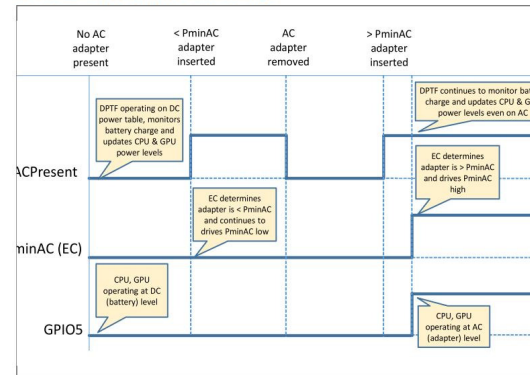 No AC
adapter
present
< PminAC
adapter
inserted
AC
adapter
removed
> PminAC
adapter
inserted
DPTF operating on DC
power table, monitors
battery charge and
updates CPU & GPU
power levels
DPTF continues to monitor bat
charge and updates CPU & G
power levels even on AC
ACPresent
EC determines
adapter is > PminAC
and drives PminAC
high
EC determines
adapter is < PminAC
and continues to
drives PminAC low
minAC (EC)
CPU, GPU
operating at DC
(battery) level
GPIO5
CPU, GPU
operating at AC
(adapter) level